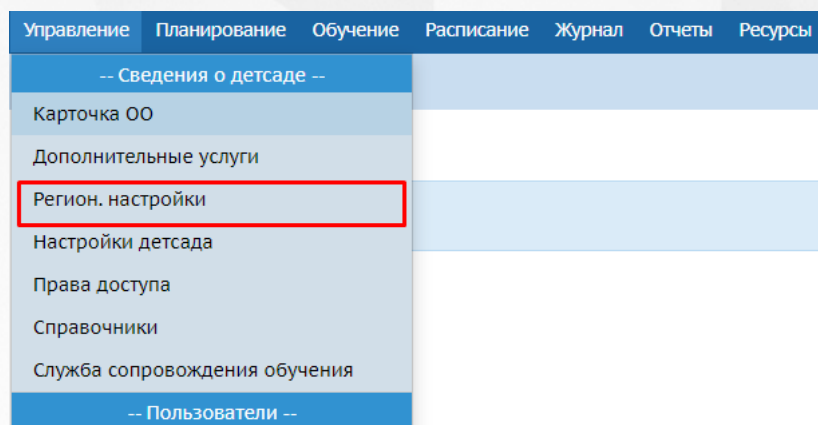 Управление Планирование Обучение Расписание Журнал Отчеты Ресурсы
-- Сведения о детсаде --
Карточка ОО
Дополнительные услуги
Регион. настройки
Настройки детсада
Права доступа
Справочники
Служба сопровождения обучения
-- Пользователи --